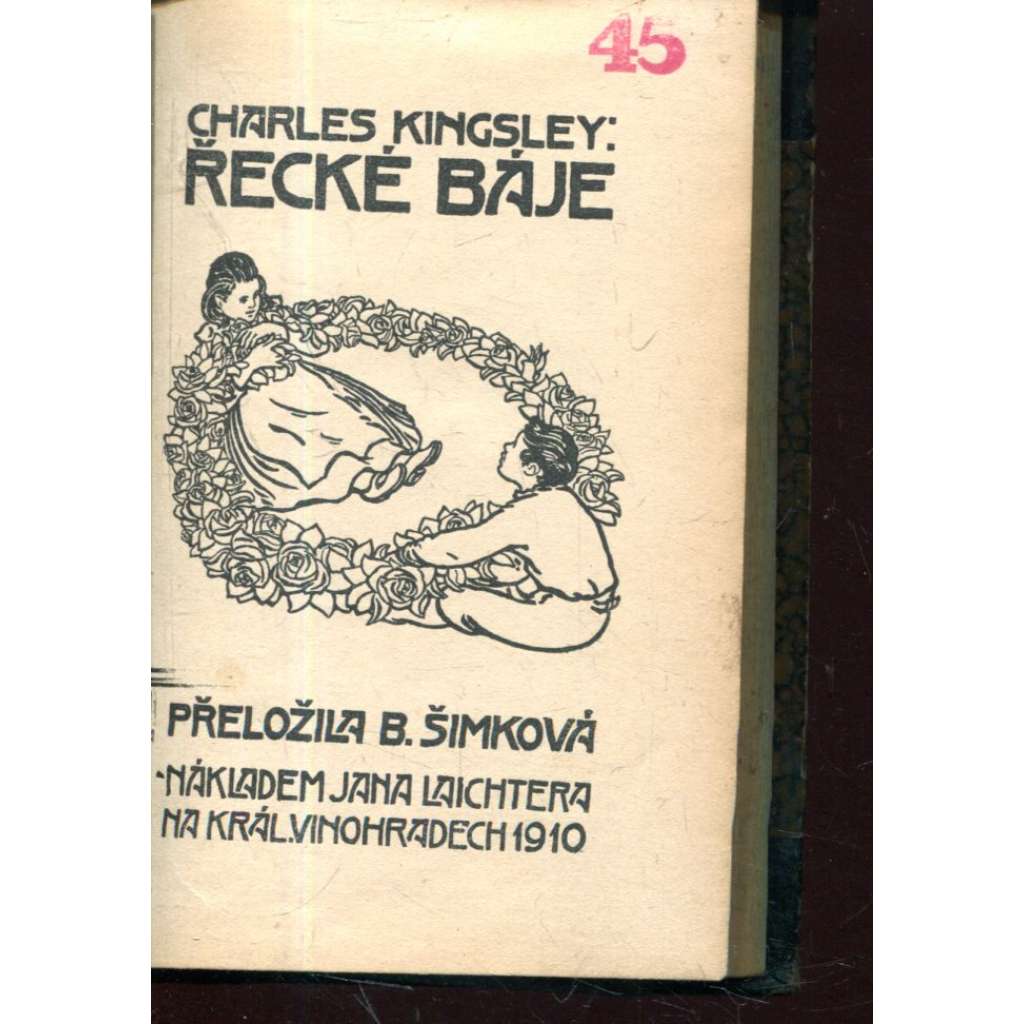 45
CHARLES KINGSLEY:
ŘECKÉ BÁJE
PŘELOŽILA B. ŠIMKOVÁ
NÁKLADEM JANA LAICHTERA
NA KRÁL. VINOHRADECH 1910